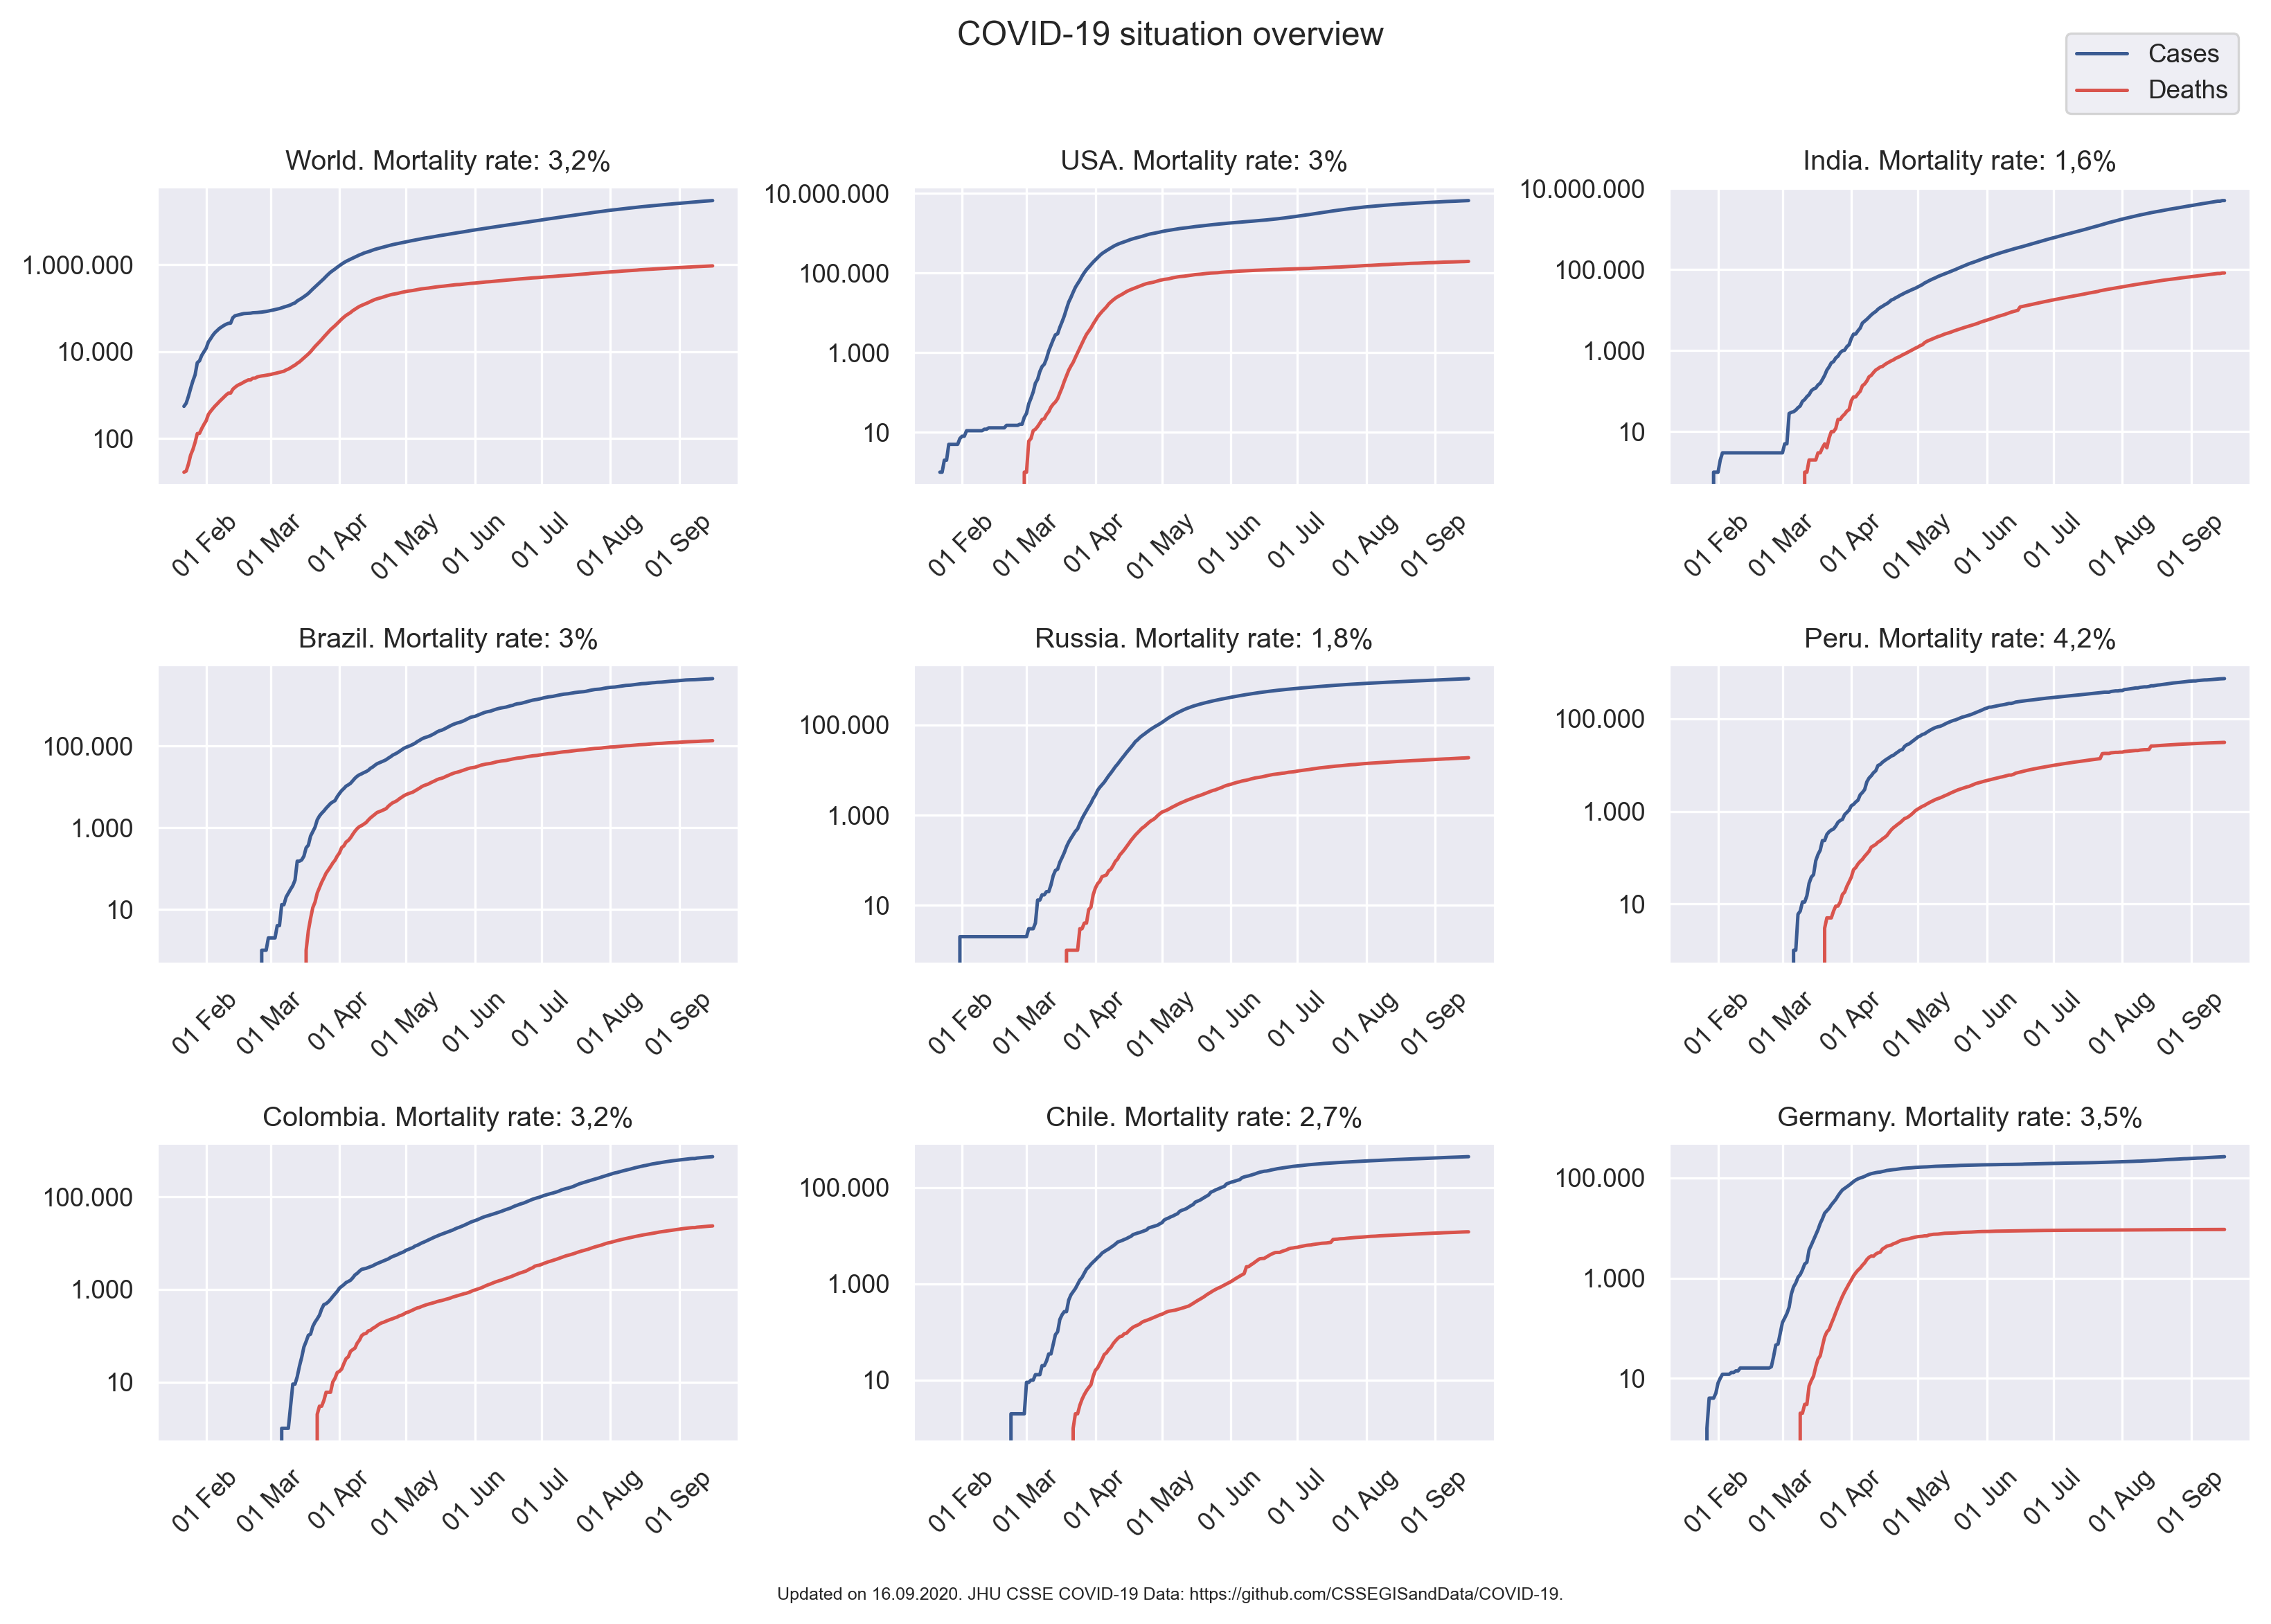 COVID-19 situation overview
Cases
Deaths
World. Mortality rate: 3,2%
1.000.000
10.000
100
01 Feb
01 Mar
01 Apr
01 May
01 Jun
01 Jul
01 Aug
01 Sep
USA. Mortality rate: 3%
10.000.000
100.000
1.000
10
01 Feb
01 Mar
01 Apr
01 May
01 Jun
01 Jul
01 Aug
01 Sep
India. Mortality rate: 1,6%
10.000.000
100.000
1.000
10
01 Feb
01 Mar
01 Apr
01 May
01 Jun
01 Jul
01 Aug
01 Sep
Brazil. Mortality rate: 3%
100.000
1.000
10
01 Feb
01 Mar
01 Apr
01 May
01 Jun
01 Jul
01 Aug
01 Sep
Russia. Mortality rate: 1,8%
100.000
1.000
10
01 Feb
01 Mar
01 Apr
01 May
01 Jun
01 Jul
01 Aug
01 Sep
Peru. Mortality rate: 4,2%
100.000
1.000
10
01 Feb
01 Mar
01 Apr
01 May
01 Jun
01 Jul
01 Aug
01 Sep
Colombia. Mortality rate: 3,2%
100.000
1.000
10
01 Feb
01 Mar
01 Apr
01 May
01 Jun
01 Jul
01 Aug
01 Sep
Chile. Mortality rate: 2,7%
100.000
1.000
10
01 Feb
01 Mar
01 Apr
01 May
01 Jun
01 Jul
01 Aug
01 Sep
Germany. Mortality rate: 3,5%
100.000
1.000
10
01 Feb
01 Mar
01 Apr
01 May
01 Jun
01 Jul
01 Aug
01 Sep
Updated on 16.09.2020. JHU CSSE COVID-19 Data: https://github.com/CSSEGISandData/COVID-19.